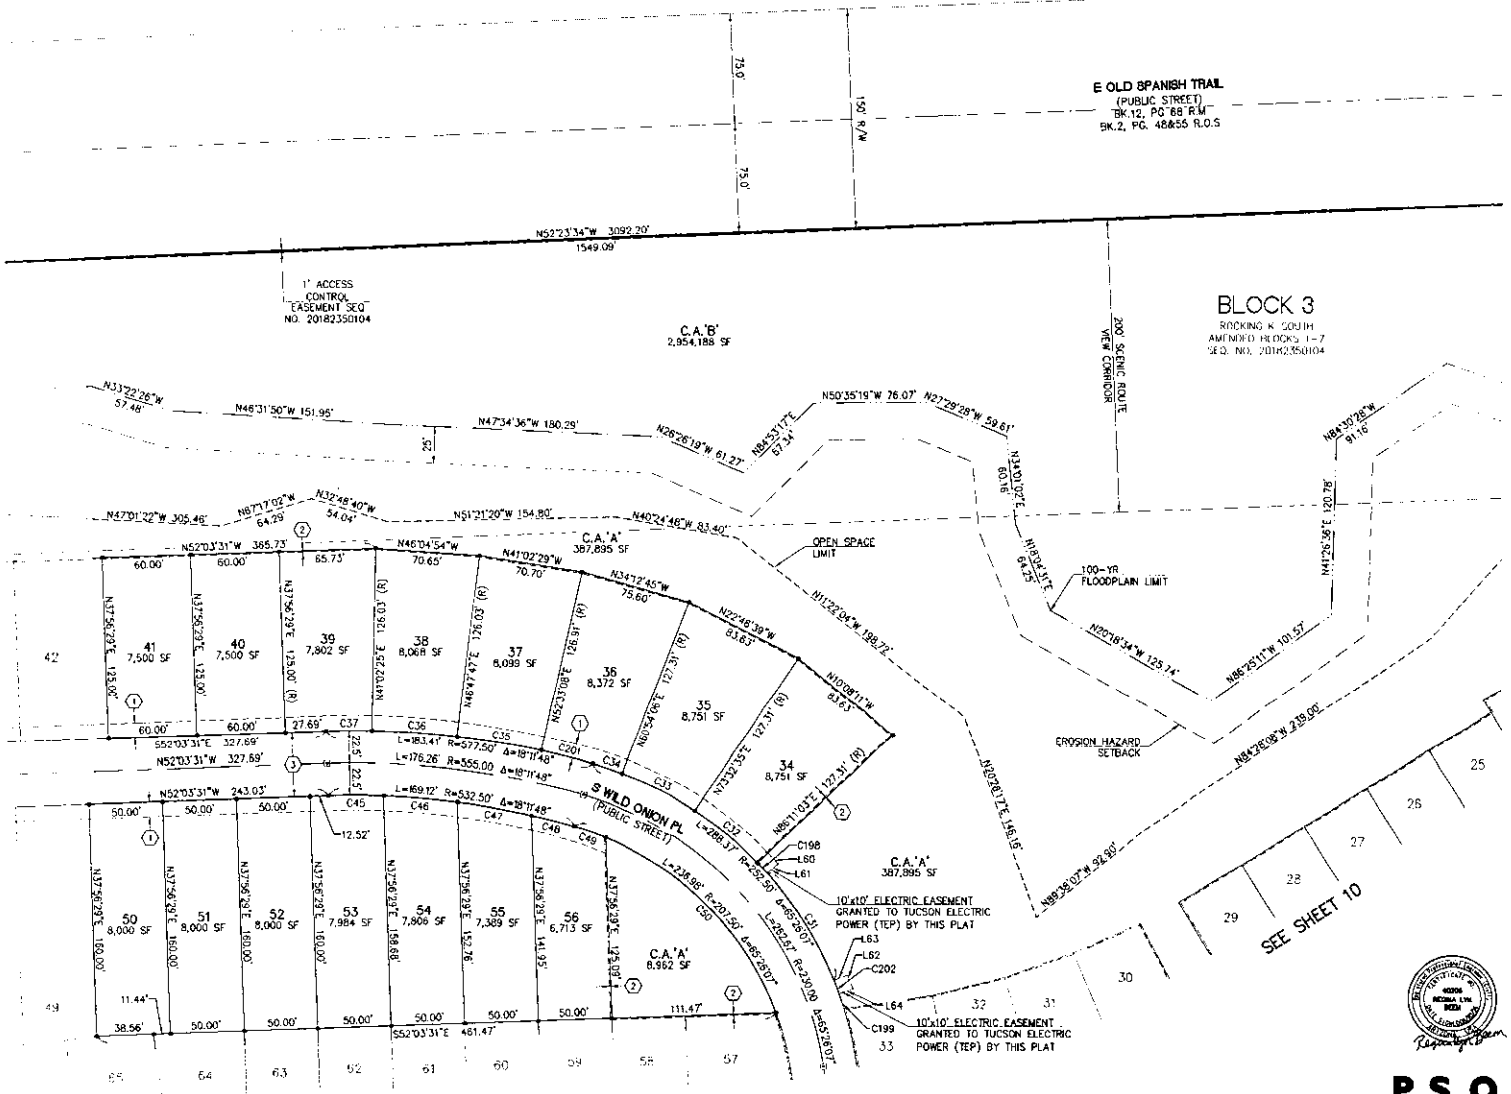 75.0'
150' R/W
75.0'
E OLD SPANISH TRAIL
(PUBLIC STREET)
BK.12, PG 68 R.M
BK.2, PG. 48&55 R.O.S
N52°23'34"W 3092.20'
1549.09'
1' ACCESS
CONTROL
EASEMENT SEQ
NO. 20182350104
C.A.'B'
2,954,188 SF
200' SCENIC ROUTE
VIEW CORRIDOR
BLOCK 3
ROCKING K SOUTH
AMENDED BLOCKS 1-7
SEQ. NO. 20182350104
N33°22'26"W
57.48'
N46°31'50"W 151.95'
N47°34'36"W 180.29'
25'
N26°26'19"W 61.27'
N84°53'17"E
67.34'
N50°35'19"W 76.07'
N27°29'28"W 59.61'
N34°01'02"E
60.16'
N18°04'31"E
64.25'
N20°18'34"W 125.74'
N86°25'11"W 101.57'
N41°26'36"E 120.78'
N84°30'28"W
91.16'
100-YR
FLOODPLAIN LIMIT
N47°01'22"W 305.46'
N67°17'02"W
64.29'
N32°48'40"W
54.04'
N51°21'20"W 154.80'
N40°24'46"W 83.40'
C.A.'A'
387,895 SF
OPEN SPACE
LIMIT
N11°22'04"W 198.72'
N20°28'12"E 146.16'
N89°38'07"W 92.90'
N84°28'08"W 239.00'
EROSION HAZARD
SETBACK
2
N52°03'31"W 365.73'
60.00'
60.00'
65.73'
N46°04'54"W
70.65'
N41°02'29"W
70.70'
N34°12'45"W
75.60'
N22°46'39"W
83.63'
N10°08'11"W
83.63'
42
N37°56'29"E 125.00'
41
7,500 SF
N37°56'29"E 125.00'
40
7,500 SF
N37°56'29"E 125.00' (R)
39
7,802 SF
N41°02'25"E 126.03' (R)
38
8,068 SF
N46°47'47"E 126.03' (R)
37
8,099 SF
N52°33'08"E 126.91' (R)
36
8,372 SF
N60°54'06"E 127.31' (R)
35
8,751 SF
N73°32'35"E 127.31' (R)
34
8,751 SF
N86°11'03"E 127.31' (R)
2
1
1
60.00'
60.00'
27.69'
C37
C36
C35
C201
C34
C33
C32
S52°03'31"E 327.69'
N52°03'31"W 327.69'
3
22.5'
22.5'
L=183.41' R=577.50' Δ=18°11'48"
L=176.26' R=555.00 Δ=18°11'48"
L=169.12' R=532.50' Δ=18°11'48"
S WILD ONION PL
(PUBLIC STREET)
N52°03'31"W 243.03'
50.00'
50.00'
50.00'
1
12.52'
C45
C46
C47
C48
C49
C50
L=236.98' R=207.50' Δ=65°26'07"
L=262.67' R=230.00 Δ=65°26'07"
L=288.37' R=252.50' Δ=65°26'07"
C31
C198
L60
L61
C.A.'A'
387,895 SF
10'x10' ELECTRIC EASEMENT
GRANTED TO TUCSON ELECTRIC
POWER (TEP) BY THIS PLAT
L63
L62
C202
L64
C199
10'x10' ELECTRIC EASEMENT
GRANTED TO TUCSON ELECTRIC
POWER (TEP) BY THIS PLAT
N37°56'29"E 160.00'
50
8,000 SF
N37°56'29"E 160.00'
51
8,000 SF
N37°56'29"E 160.00'
52
8,000 SF
N37°56'29"E 160.00'
53
7,984 SF
N37°56'29"E 158.68'
54
7,806 SF
N37°56'29"E 152.76'
55
7,389 SF
N37°56'29"E 141.95'
56
6,713 SF
N37°56'29"E 125.09'
C.A.'A'
8,962 SF
2
2
49
11.44'
38.56'
50.00'
50.00'
50.00'
50.00'
50.00'
50.00'
111.47'
S52°03'31"E 461.47'
65
64
63
62
61
60
59
58
57
33
32
31
30
29
28
27
26
25
SEE SHEET 10
40206
REGINA LYN
BEEM
ARIZONA, USA
P S O